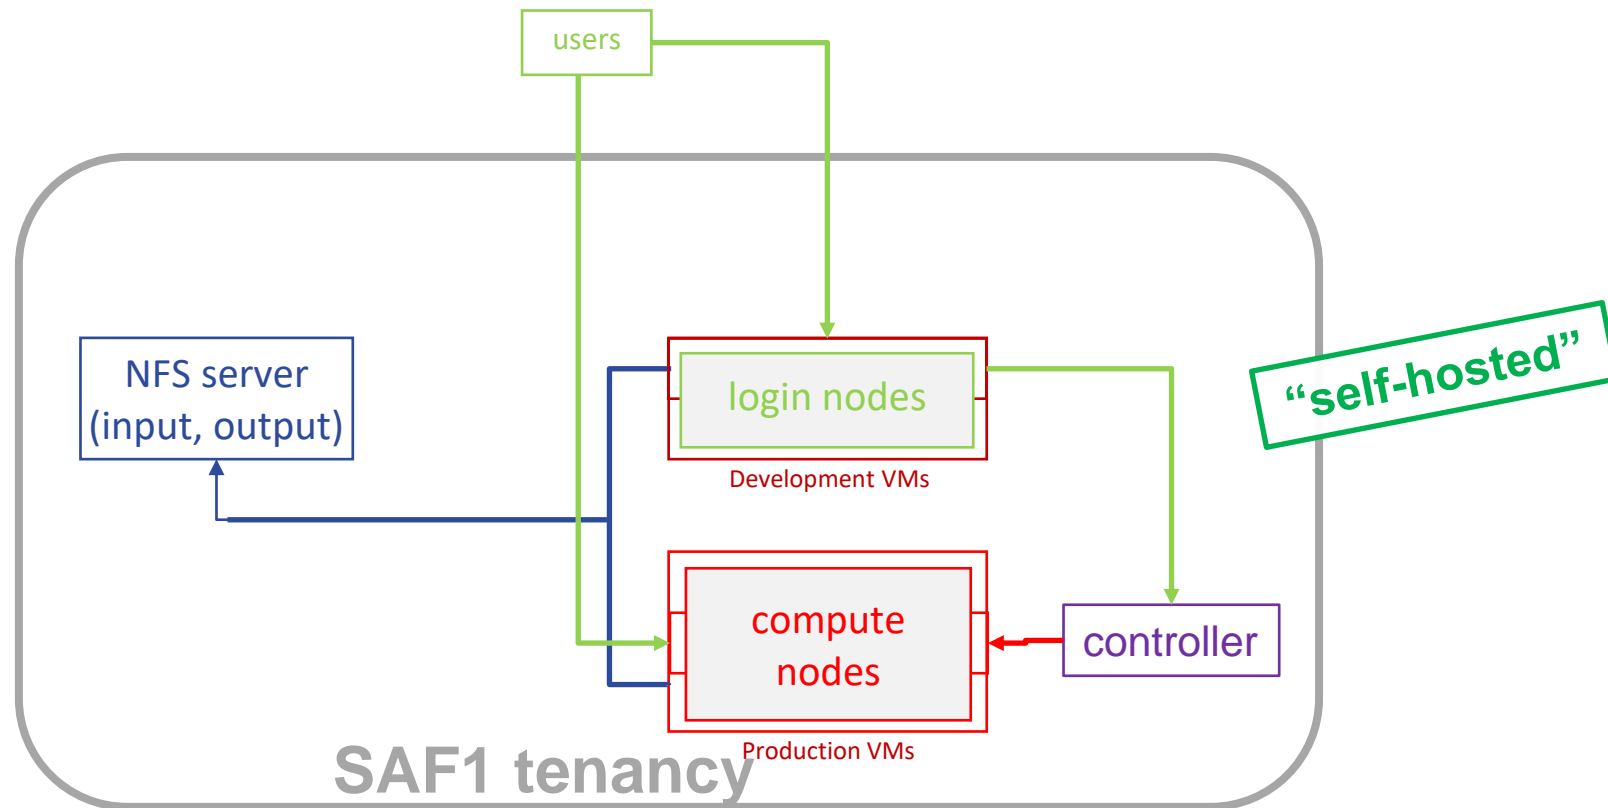 users
NFS server
(input, output)
login nodes
Development VMs
“self-hosted”
compute
nodes
controller
Production VMs
SAF1 tenancy